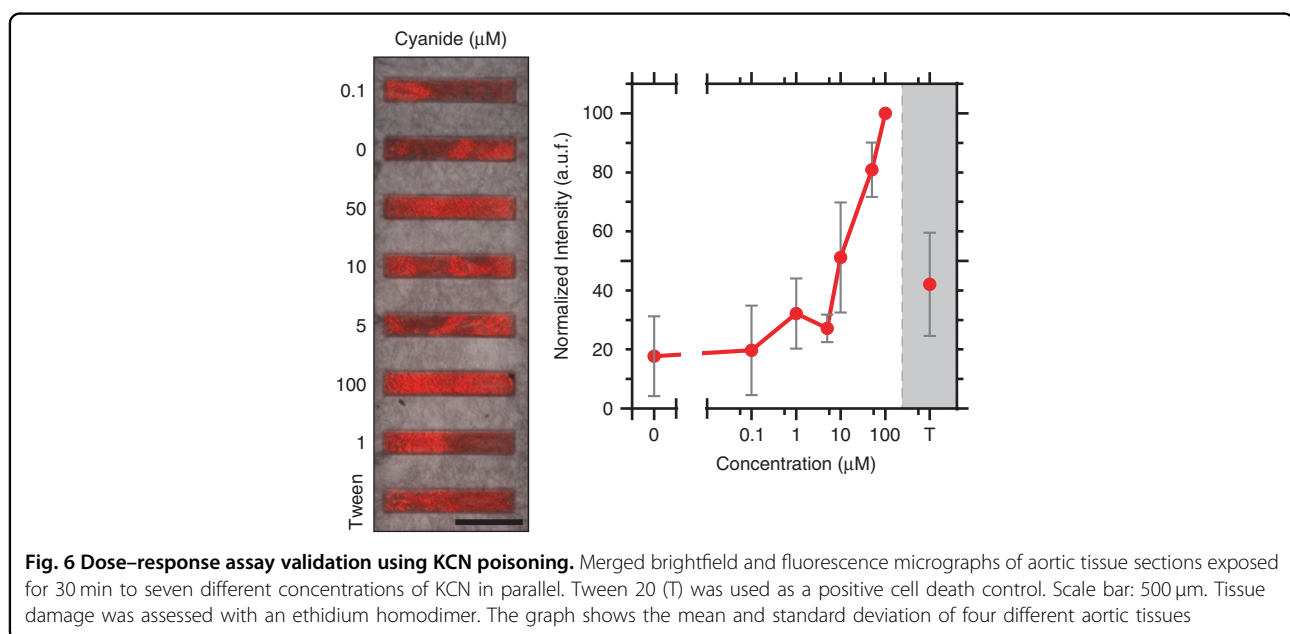 Cyanide (μM)
0.1
0
50
10
5
100
1
Tween
Normalized Intensity (a.u.f.)
100
80
60
40
20
0
0
0.1
1
10
100
T
Concentration (μM)
Fig. 6 Dose–response assay validation using KCN poisoning. Merged brightfield and fluorescence micrographs of aortic tissue sections exposed
for 30 min to seven different concentrations of KCN in parallel. Tween 20 (T) was used as a positive cell death control. Scale bar: 500 μm. Tissue
damage was assessed with an ethidium homodimer. The graph shows the mean and standard deviation of four different aortic tissues